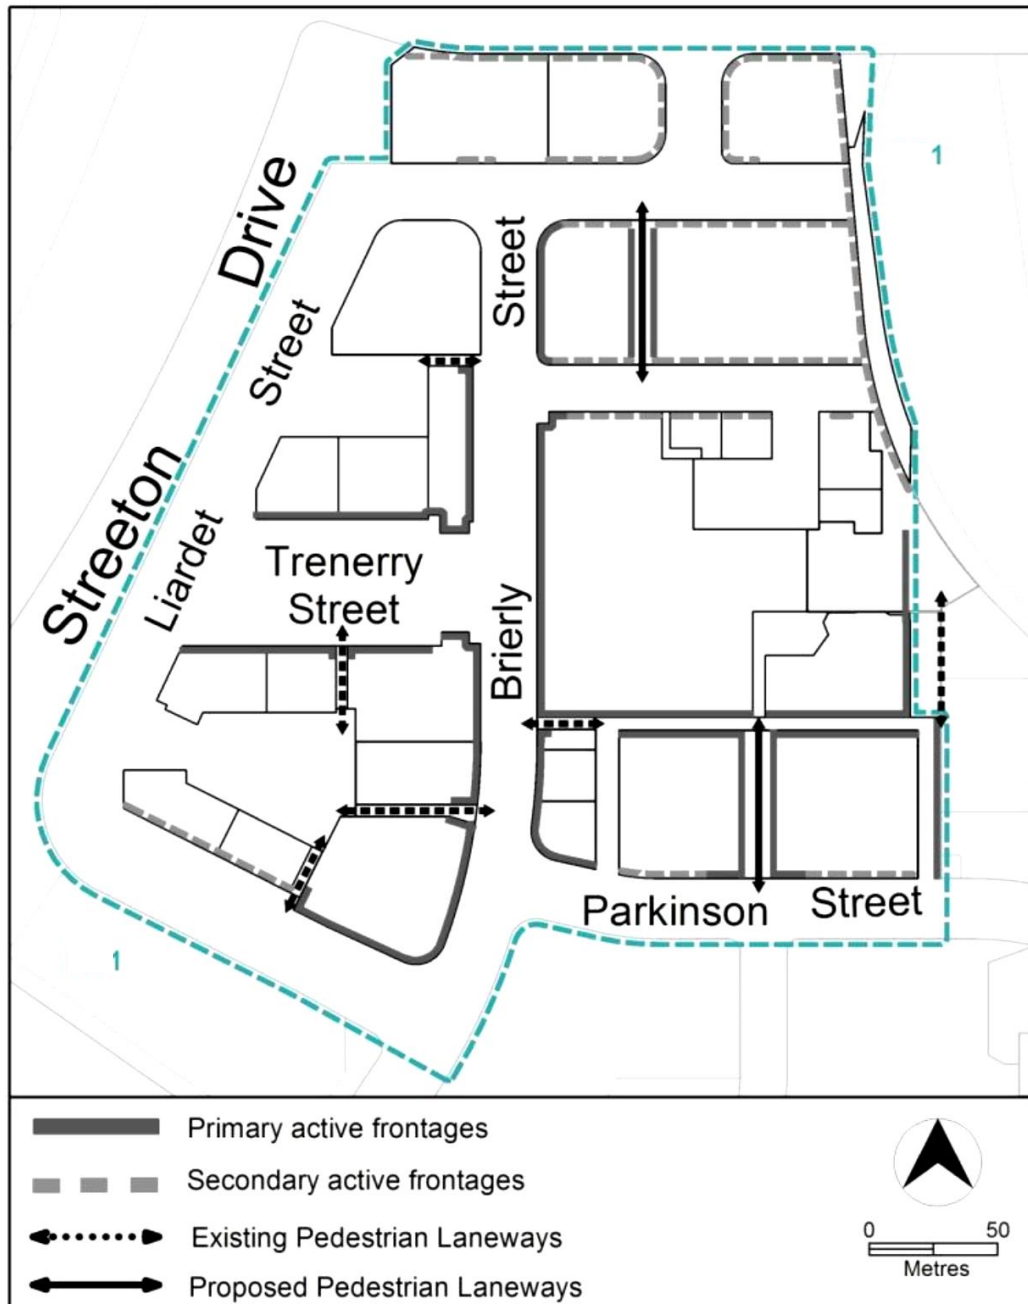 1
Drive
Street
Street
Streeton
Liardet
Trenerry
Street
Brierly
Parkinson Street
1
Primary active frontages
Secondary active frontages
Existing Pedestrian Laneways
Proposed Pedestrian Laneways
0 50
Metres